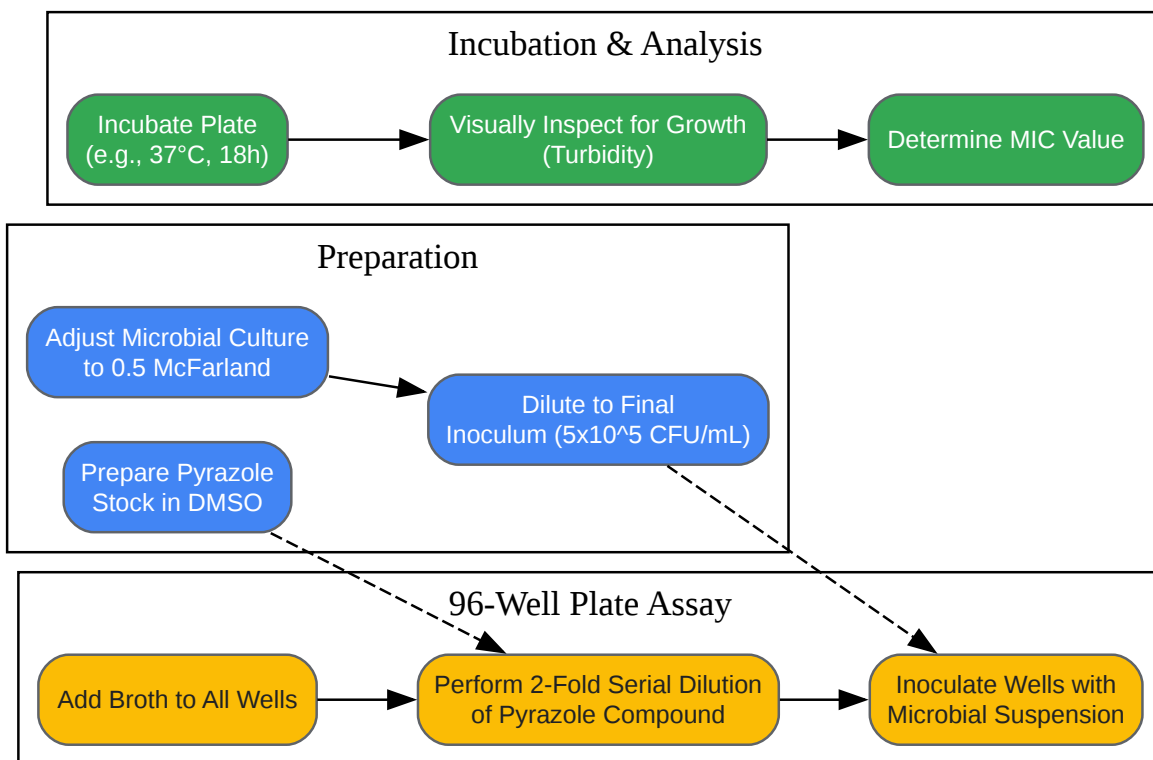 Incubation & Analysis
Incubate Plate
(e.g., 37°C, 18h)
Visually Inspect for Growth
(Turbidity)
Determine MIC Value
Preparation
Adjust Microbial Culture
to 0.5 McFarland
Dilute to Final
Inoculum (5x10^5 CFU/mL)
Prepare Pyrazole
Stock in DMSO
96-Well Plate Assay
Add Broth to All Wells
Perform 2-Fold Serial Dilution
of Pyrazole Compound
Inoculate Wells with
Microbial Suspension